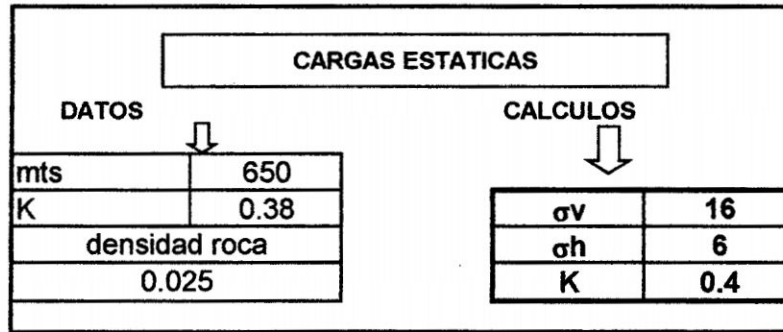 CARGAS ESTATICAS
DATOS
CALCULOS
mts 650
K 0.38
densidad roca
0.025
σv 16
σh 6
K 0.4